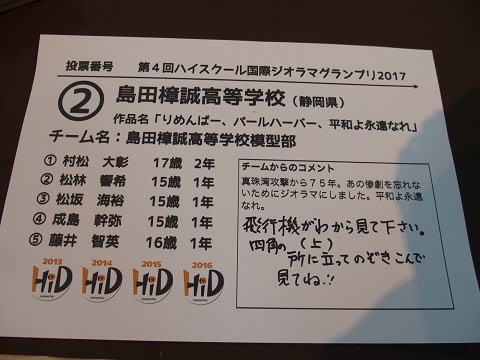 投票番号 第4回ハイスクール国際ジオラマグランプリ2017
② 島田樟誠高等学校（静岡県）
作品名「りめんばー、パールハーバー、平和よ永遠なれ」
チーム名：島田樟誠高等学校模型部
① 村松 大彰 17歳 2年
② 松林 響希 15歳 1年
③ 松坂 海裕 15歳 1年
④ 成島 幹弥 15歳 1年
⑤ 藤井 智英 16歳 1年
チームからのコメント
真珠湾攻撃から７５年。あの惨劇を忘れな
いためにジオラマにしました。平和よ永遠
なれ。
飛行機がわから見て下さい。
四角の（上）
所に立ってのぞきこんで
見てね!!
2013 HiD
2014 HiD
2015 HiD
2016 HiD